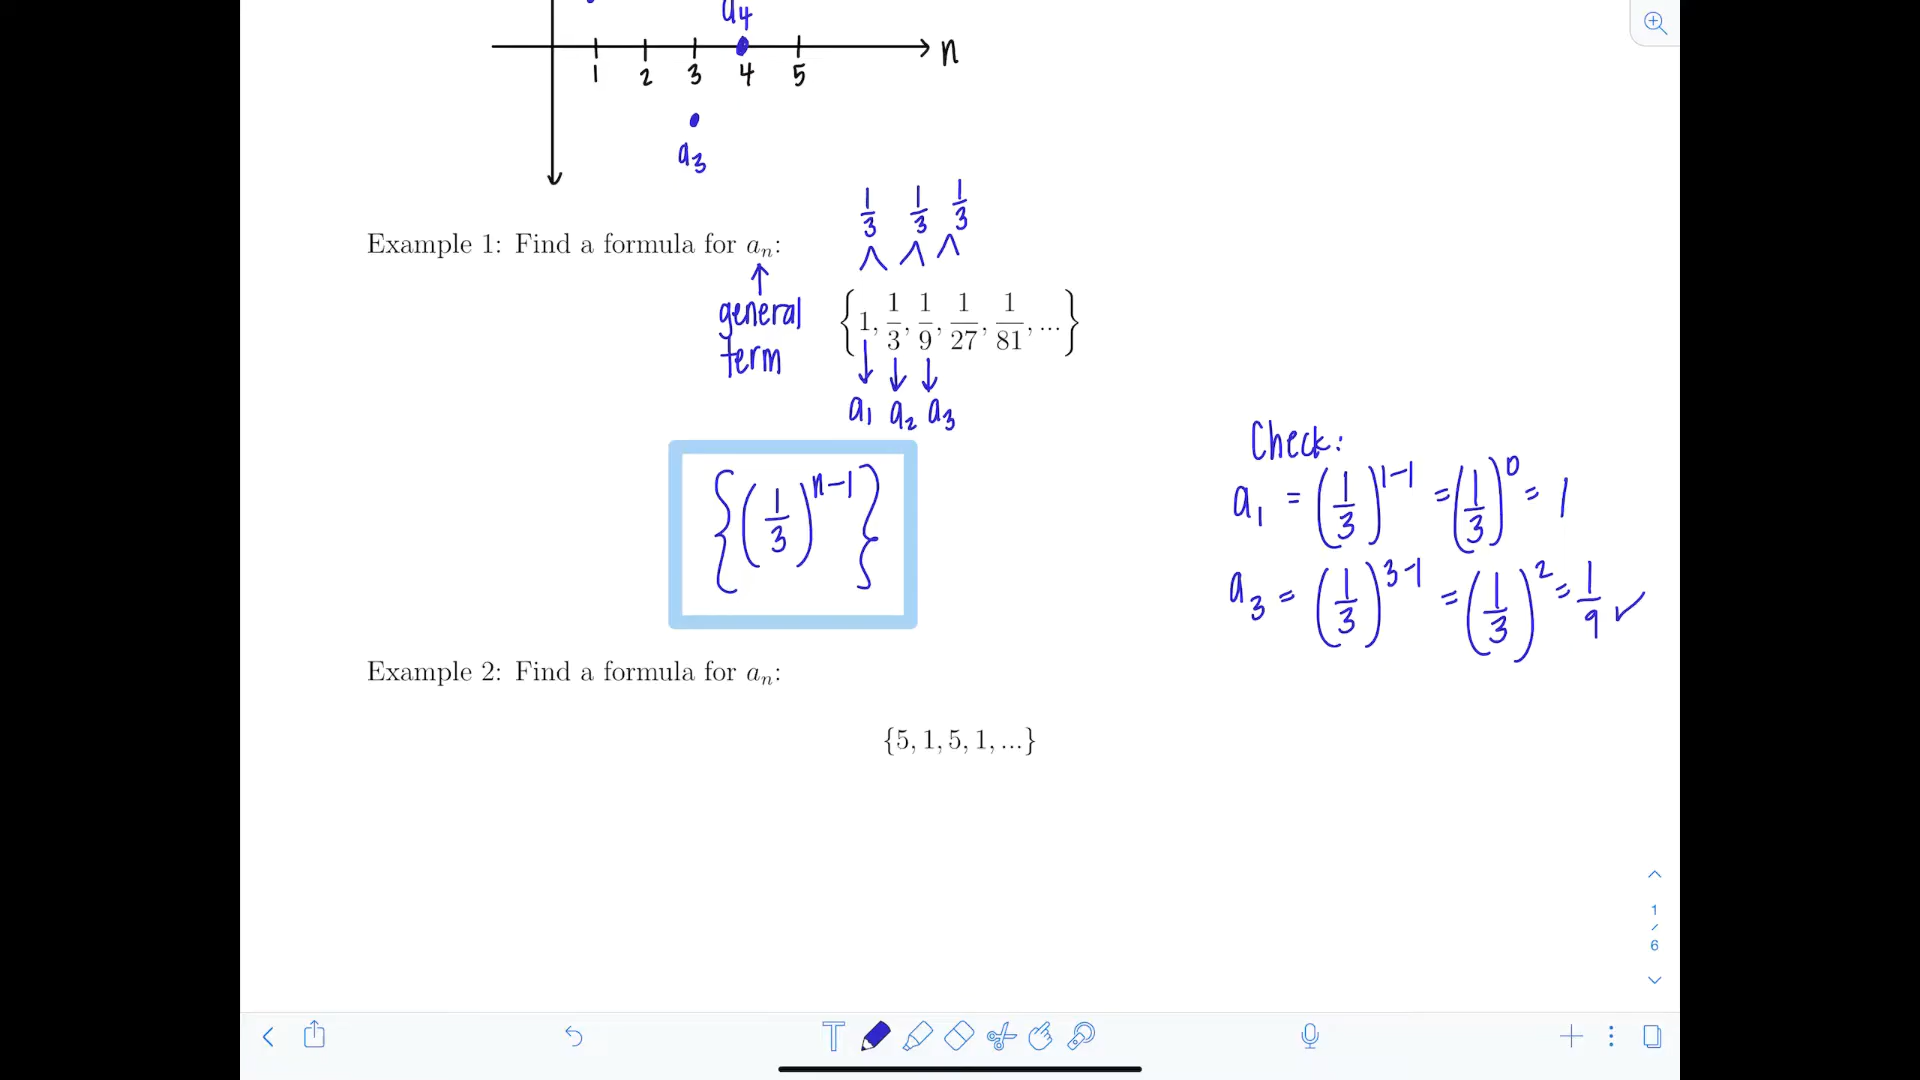 a4
n
1 2 3 4 5
a3
1/3 1/3 1/3
Example 1: Find a formula for aₙ:
general
term
{1, 1/3, 1/9, 1/27, 1/81, ...}
a1 a2 a3
{(1/3)^(n-1)}
Check:
a1 = (1/3)^(1-1) = (1/3)^0 = 1
a3 = (1/3)^(3-1) = (1/3)^2 = 1/9 ✓
Example 2: Find a formula for aₙ:
{5, 1, 5, 1, ...}
1
/
6
T